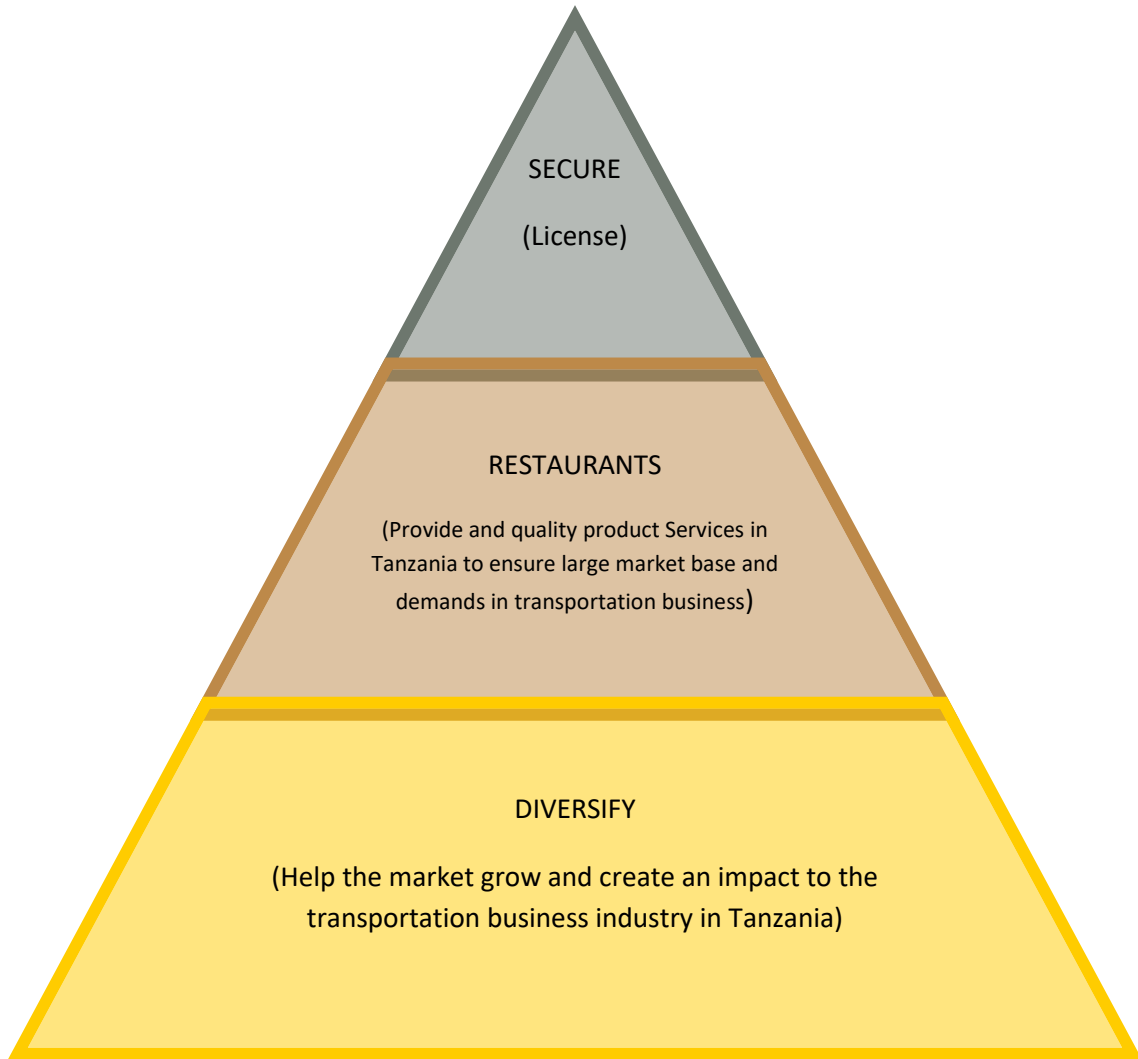 SECURE
(License)
RESTAURANTS
(Provide and quality product Services in
Tanzania to ensure large market base and
demands in transportation business)
DIVERSIFY
(Help the market grow and create an impact to the
transportation business industry in Tanzania)